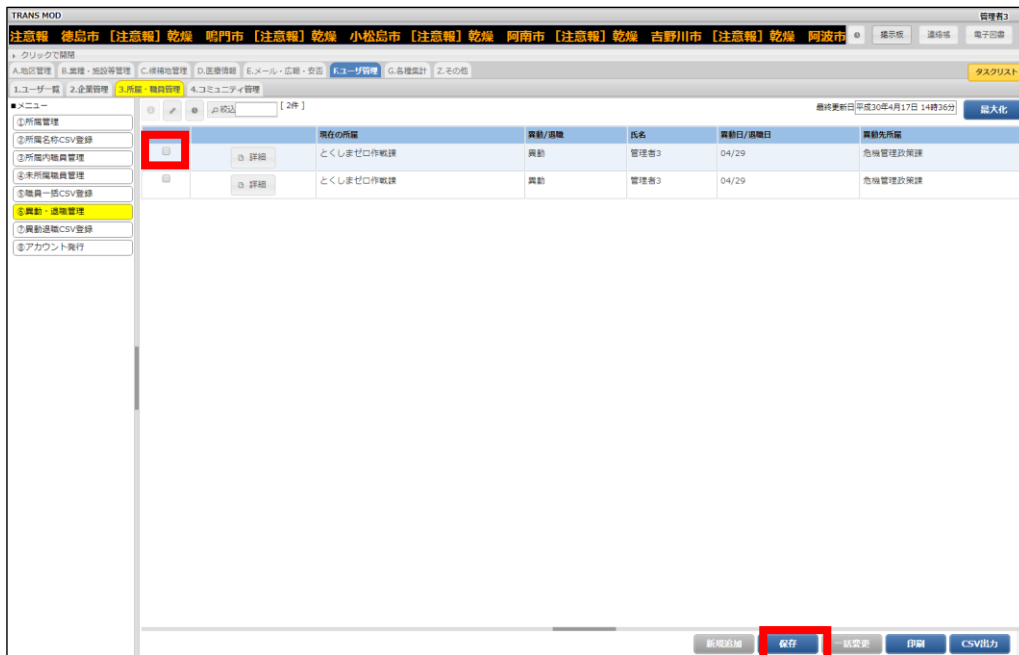 TRANS MOD 管理者3
注意報 徳島市 [注意報] 乾燥 鳴門市 [注意報] 乾燥 小松島市 [注意報] 乾燥 阿南市 [注意報] 乾燥 吉野川市 [注意報] 乾燥 阿波市 掲示板 連絡帳 電子図書
クリックで開閉
A.地区管理 B.業種・施設等管理 C.候補地管理 D.医療情報 E.メール・広報・安否 F.ユーザ管理 G.各種集計 Z.その他 タスクリスト
1.ユーザ一覧 2.企業管理 3.所属・職員管理 4.コミュニティ管理
■メニュー 絞込 [ 2件 ] 最終更新日 平成30年4月17日 14時36分 最大化
①所属管理
②所属名称CSV登録
③所属内職員管理
④未所属職員管理
⑤職員一括CSV登録
⑥異動・退職管理
⑦異動退職CSV登録
⑧アカウント発行
現在の所属 異動/退職 氏名 異動日/退職日 異動先所属
詳細 とくしまゼロ作戦課 異動 管理者3 04/29 危機管理政策課
詳細 とくしまゼロ作戦課 異動 管理者3 04/29 危機管理政策課
新規追加 保存 一括変更 印刷 CSV出力